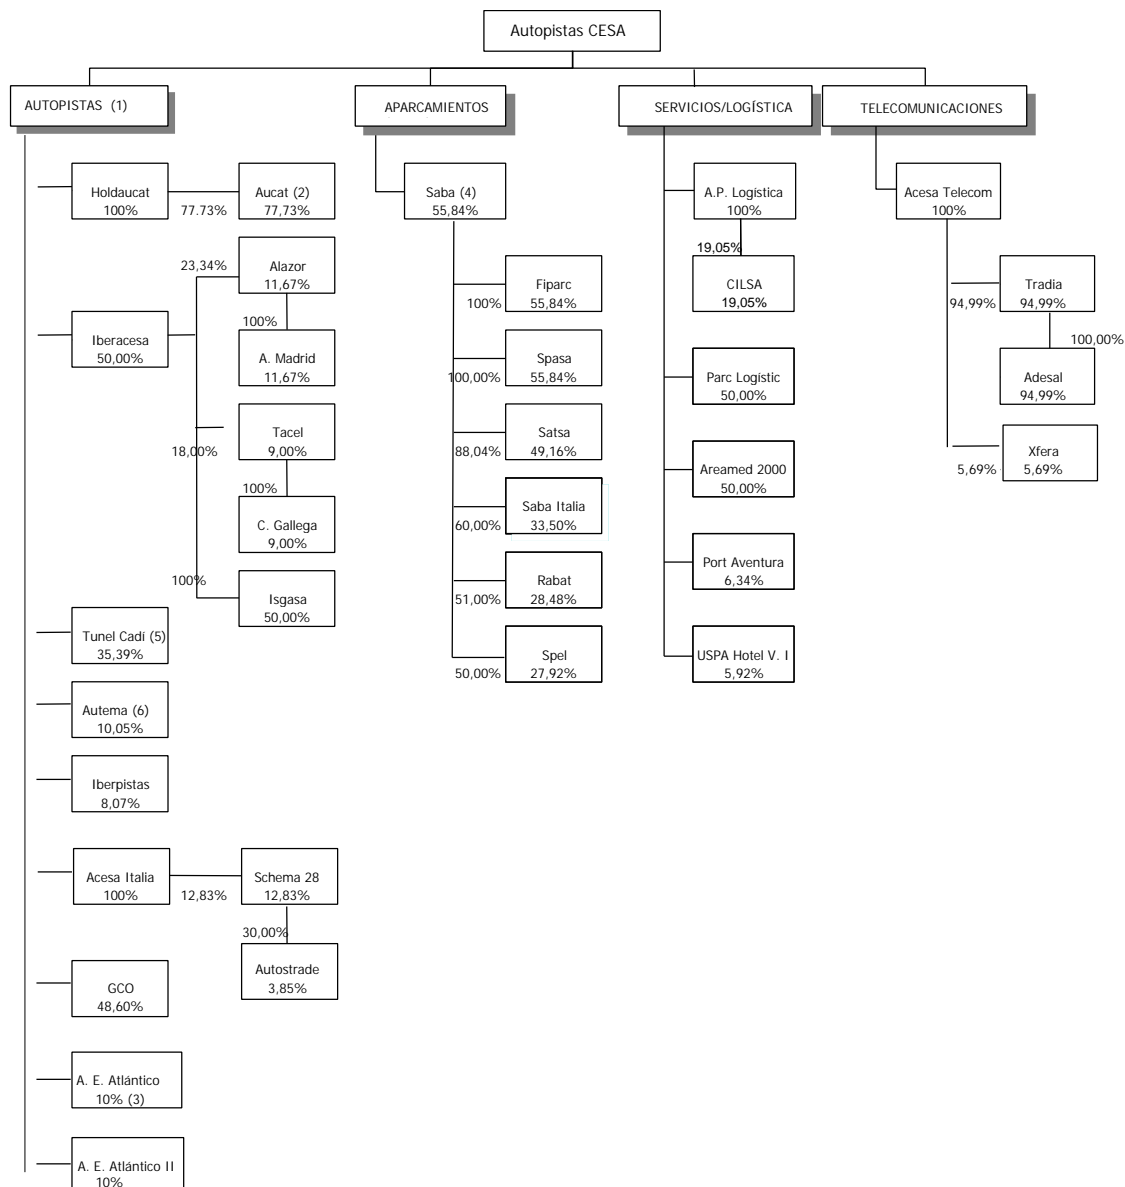 Autopistas CESA
AUTOPISTAS (1)
APARCAMIENTOS
SERVICIOS/LOGÍSTICA
TELECOMUNICACIONES
Holdaucat
100%
77.73%
Aucat (2)
77,73%
Iberacesa
50,00%
23,34%
Alazor
11,67%
100%
A. Madrid
11,67%
18,00%
Tacel
9,00%
100%
C. Gallega
9,00%
100%
Isgasa
50,00%
Tunel Cadí (5)
35,39%
Autema (6)
10,05%
Iberpistas
8,07%
Acesa Italia
100%
12,83%
Schema 28
12,83%
30,00%
Autostrade
3,85%
GCO
48,60%
A. E. Atlántico
10% (3)
A. E. Atlántico II
10%
Saba (4)
55,84%
100%
Fiparc
55,84%
100,00%
Spasa
55,84%
88,04%
Satsa
49,16%
60,00%
Saba Italia
33,50%
51,00%
Rabat
28,48%
50,00%
Spel
27,92%
A.P. Logística
100%
19,05%
CILSA
19,05%
Parc Logístic
50,00%
Areamed 2000
50,00%
Port Aventura
6,34%
USPA Hotel V. I
5,92%
Acesa Telecom
100%
94,99%
Tradia
94,99%
100,00%
Adesal
94,99%
5,69%
Xfera
5,69%